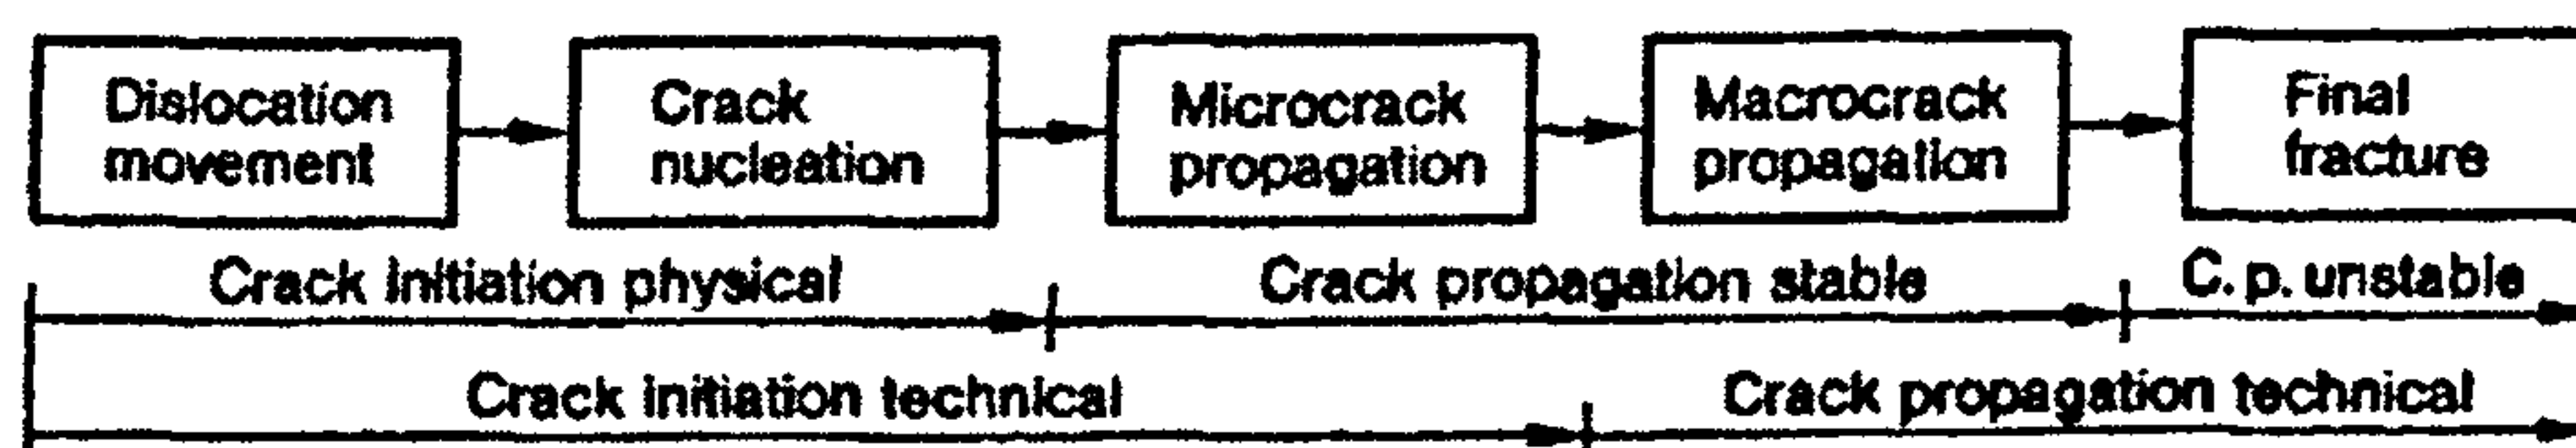 Dislocation
movement
Crack
nucleation
Microcrack
propagation
Macrocrack
propagation
Final
fracture
Crack initiation physical
Crack propagation stable
C. p. unstable
Crack initiation technical
Crack propagation technical